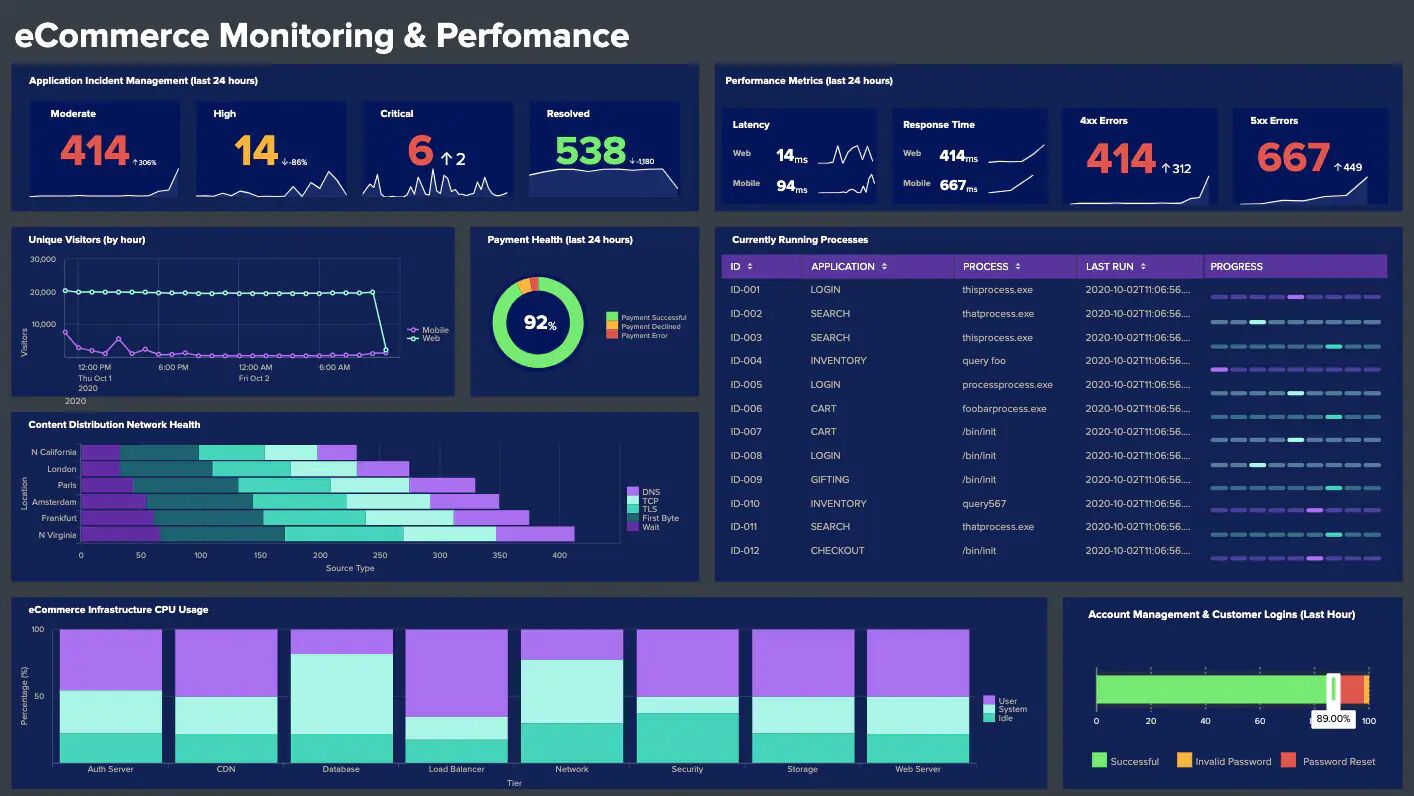 eCommerce Monitoring & Perfomance
Application Incident Management (last 24 hours)
Moderate
414 ↑306%
High
14 ↓-86%
Critical
6 ↑2
Resolved
538 ↓-1,180
Performance Metrics (last 24 hours)
Latency
Web 14ms
Mobile 94ms
Response Time
Web 414ms
Mobile 667ms
4xx Errors
414 ↑312
5xx Errors
667 ↑449
Unique Visitors (by hour)
Visitors
30,000
20,000
10,000
12:00 PM 6:00 PM 12:00 AM 6:00 AM
Thu Oct 1 Fri Oct 2
2020
2020
Mobile
Web
Payment Health (last 24 hours)
92%
Payment Successful
Payment Declined
Payment Error
Currently Running Processes
ID APPLICATION PROCESS LAST RUN PROGRESS
ID-001 LOGIN thisprocess.exe 2020-10-02T11:06:56....
ID-002 SEARCH thatprocess.exe 2020-10-02T11:06:56....
ID-003 SEARCH thisprocess.exe 2020-10-02T11:06:56....
ID-004 INVENTORY query foo 2020-10-02T11:06:56....
ID-005 LOGIN processprocess.exe 2020-10-02T11:06:56....
ID-006 CART foobarprocess.exe 2020-10-02T11:06:56....
ID-007 CART /bin/init 2020-10-02T11:06:56....
ID-008 LOGIN /bin/init 2020-10-02T11:06:56....
ID-009 GIFTING /bin/init 2020-10-02T11:06:56....
ID-010 INVENTORY query567 2020-10-02T11:06:56....
ID-011 SEARCH thatprocess.exe 2020-10-02T11:06:56....
ID-012 CHECKOUT /bin/init 2020-10-02T11:06:56....
Content Distribution Network Health
Location
N California
London
Paris
Amsterdam
Frankfurt
N Virginia
0 50 100 150 200 250 300 350 400
Source Type
DNS
TCP
TLS
First Byte
Wait
eCommerce Infrastructure CPU Usage
Percentage (%)
100
50
Auth Server CDN Database Load Balancer Network Security Storage Web Server
Tier
User
System
Idle
Account Management & Customer Logins (Last Hour)
0 20 40 60 8 100
89.00%
Successful Invalid Password Password Reset